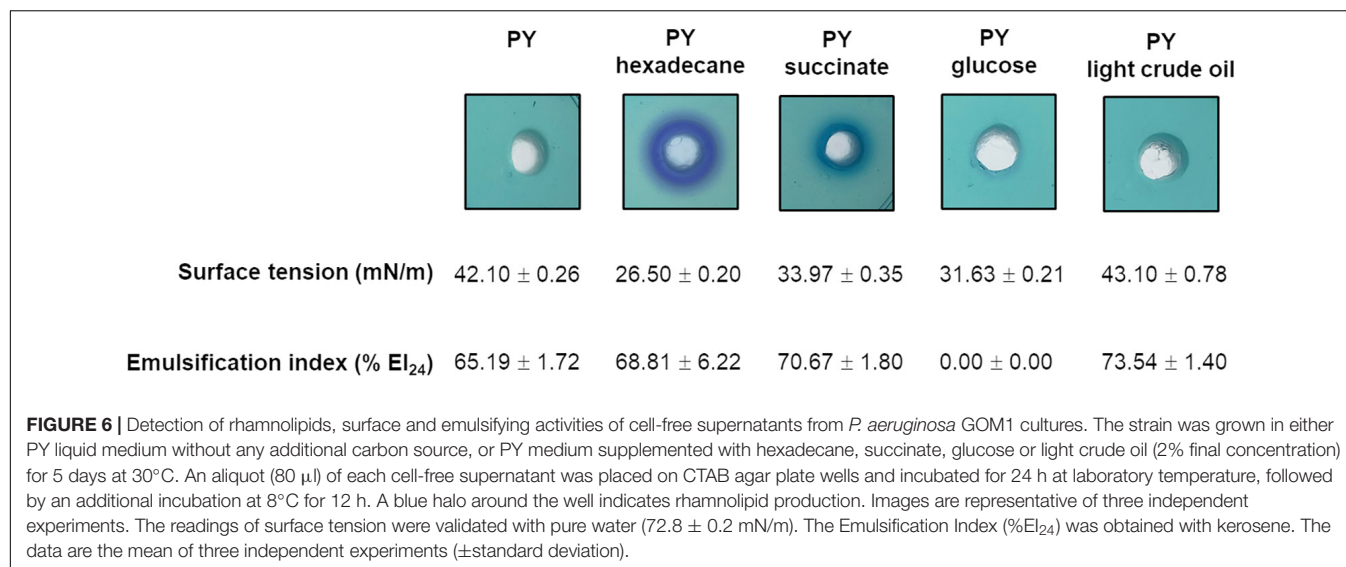 PY PY hexadecane PY succinate PY glucose PY light crude oil
Surface tension (mN/m) 42.10 ± 0.26 26.50 ± 0.20 33.97 ± 0.35 31.63 ± 0.21 43.10 ± 0.78
Emulsification index (% EI₂₄) 65.19 ± 1.72 68.81 ± 6.22 70.67 ± 1.80 0.00 ± 0.00 73.54 ± 1.40
FIGURE 6 | Detection of rhamnolipids, surface and emulsifying activities of cell-free supernatants from P. aeruginosa GOM1 cultures. The strain was grown in either
PY liquid medium without any additional carbon source, or PY medium supplemented with hexadecane, succinate, glucose or light crude oil (2% final concentration)
for 5 days at 30°C. An aliquot (80 µl) of each cell-free supernatant was placed on CTAB agar plate wells and incubated for 24 h at laboratory temperature, followed
by an additional incubation at 8°C for 12 h. A blue halo around the well indicates rhamnolipid production. Images are representative of three independent
experiments. The readings of surface tension were validated with pure water (72.8 ± 0.2 mN/m). The Emulsification Index (%EI₂₄) was obtained with kerosene. The
data are the mean of three independent experiments (±standard deviation).